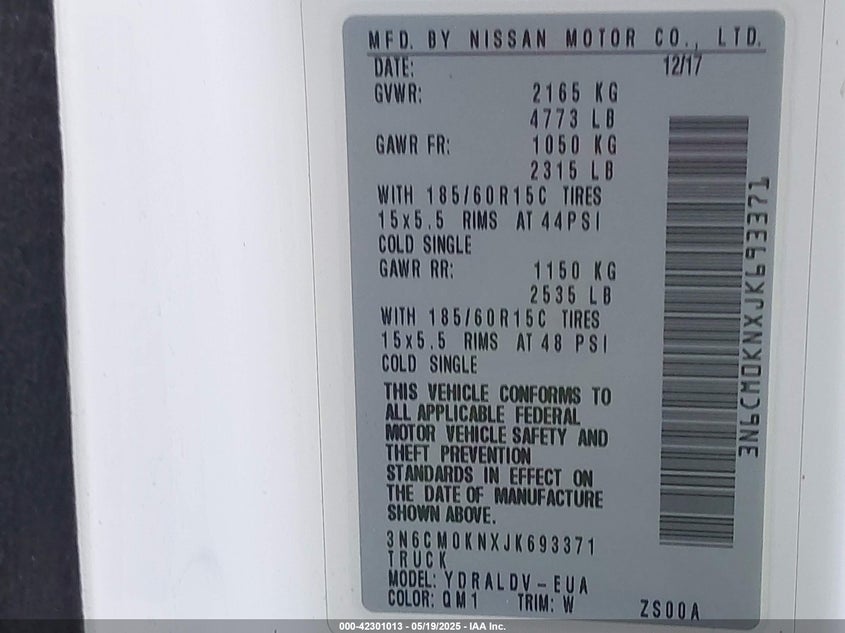 MFD. BY NISSAN MOTOR CO., LTD.
DATE: 12/17
GVWR: 2165 KG
4773 LB
GAWR FR: 1050 KG
2315 LB
WITH 185/60R15C TIRES
15x5.5 RIMS AT 44PSI
COLD SINGLE
GAWR RR: 1150 KG
2535 LB
WITH 185/60R15C TIRES
15x5.5 RIMS AT 48 PSI
COLD SINGLE
THIS VEHICLE CONFORMS TO
ALL APPLICABLE FEDERAL
MOTOR VEHICLE SAFETY AND
THEFT PREVENTION
STANDARDS IN EFFECT ON
THE DATE OF MANUFACTURE
SHOWN ABOVE.
3N6CM0KNXJK693371
TRUCK
MODEL: YDRALDV-EUA
COLOR: QM1 TRIM: W ZS00A
3N6CM0KNXJK693371
000-42301013 - 05/19/2025 - IAA Inc.